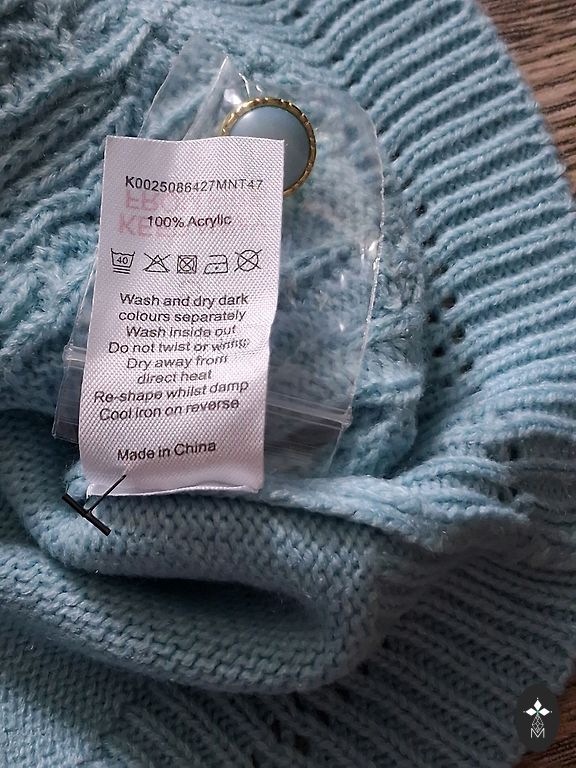 K0025086427MNT47
100% Acrylic
40
Wash and dry dark
colours separately
Wash inside out
Do not twist or wring
Dry away from
direct heat
Re-shape whilst damp
Cool iron on reverse
Made in China
M